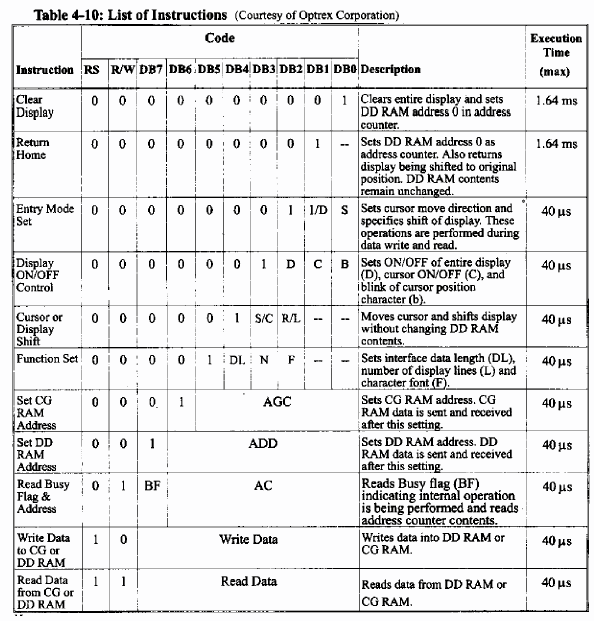 Table 4-10: List of Instructions (Courtesy of Optrex Corporation)
Code
Execution
Time
(max)
Instruction RS R/W DB7 DB6 DB5 DB4 DB3 DB2 DB1 DB0 Description
Clear 0 0 0 0 0 0 0 0 0 1 Clears entire display and sets 1.64 ms
Display DD RAM address 0 in address
counter.
Return 0 0 0 0 0 0 0 0 1 -- Sets DD RAM address 0 as 1.64 ms
Home address counter. Also returns
display being shifted to original
position. DD RAM contents
remain unchanged.
Entry Mode 0 0 0 0 0 0 0 1 1/D S Sets cursor move direction and 40 µs
Set specifies shift of display. These
operations are performed during
data write and read.
Display 0 0 0 0 0 0 1 D C B Sets ON/OFF of entire display 40 µs
ON/OFF (D), cursor ON/OFF (C), and
Control blink of cursor position
character (b).
Cursor or 0 0 0 0 0 1 S/C R/L -- -- Moves cursor and shifts display 40 µs
Display without changing DD RAM
Shift contents.
Function Set 0 0 0 0 1 DL N F -- -- Sets interface data length (DL), 40 µs
number of display lines (L) and
character font (F).
Set CG 0 0 0 1 AGC Sets CG RAM address. CG 40 µs
RAM RAM data is sent and received
Address after this setting.
Set DD 0 0 1 ADD Sets DD RAM address. DD 40 µs
RAM RAM data is sent and received
Address after this setting.
Read Busy 0 1 BF AC Reads Busy flag (BF) 40 µs
Flag & indicating internal operation
Address is being performed and reads
address counter contents.
Write Data 1 0 Write Data Writes data into DD RAM or 40 µs
to CG or CG RAM.
DD RAM
Read Data 1 1 Read Data Reads data from DD RAM or 40 µs
from CG or CG RAM.
DD RAM